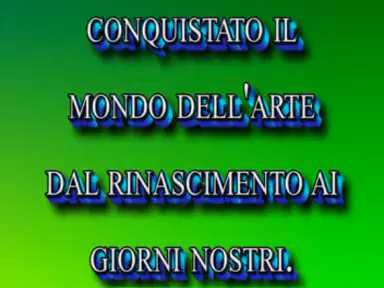 CONQUISTATO IL
MONDO DELL'ARTE
DAL RINASCIMENTO AI
GIORNI NOSTRI.